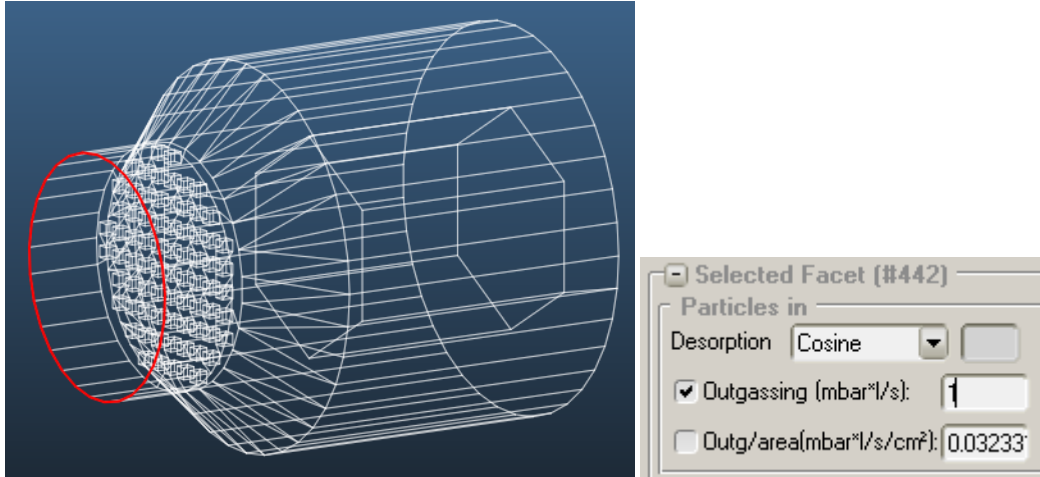 Selected Facet (#442)
Particles in
Desorption Cosine
Outgassing (mbar*l/s): 1
Outg/area(mbar*l/s/cm²): 0.03233